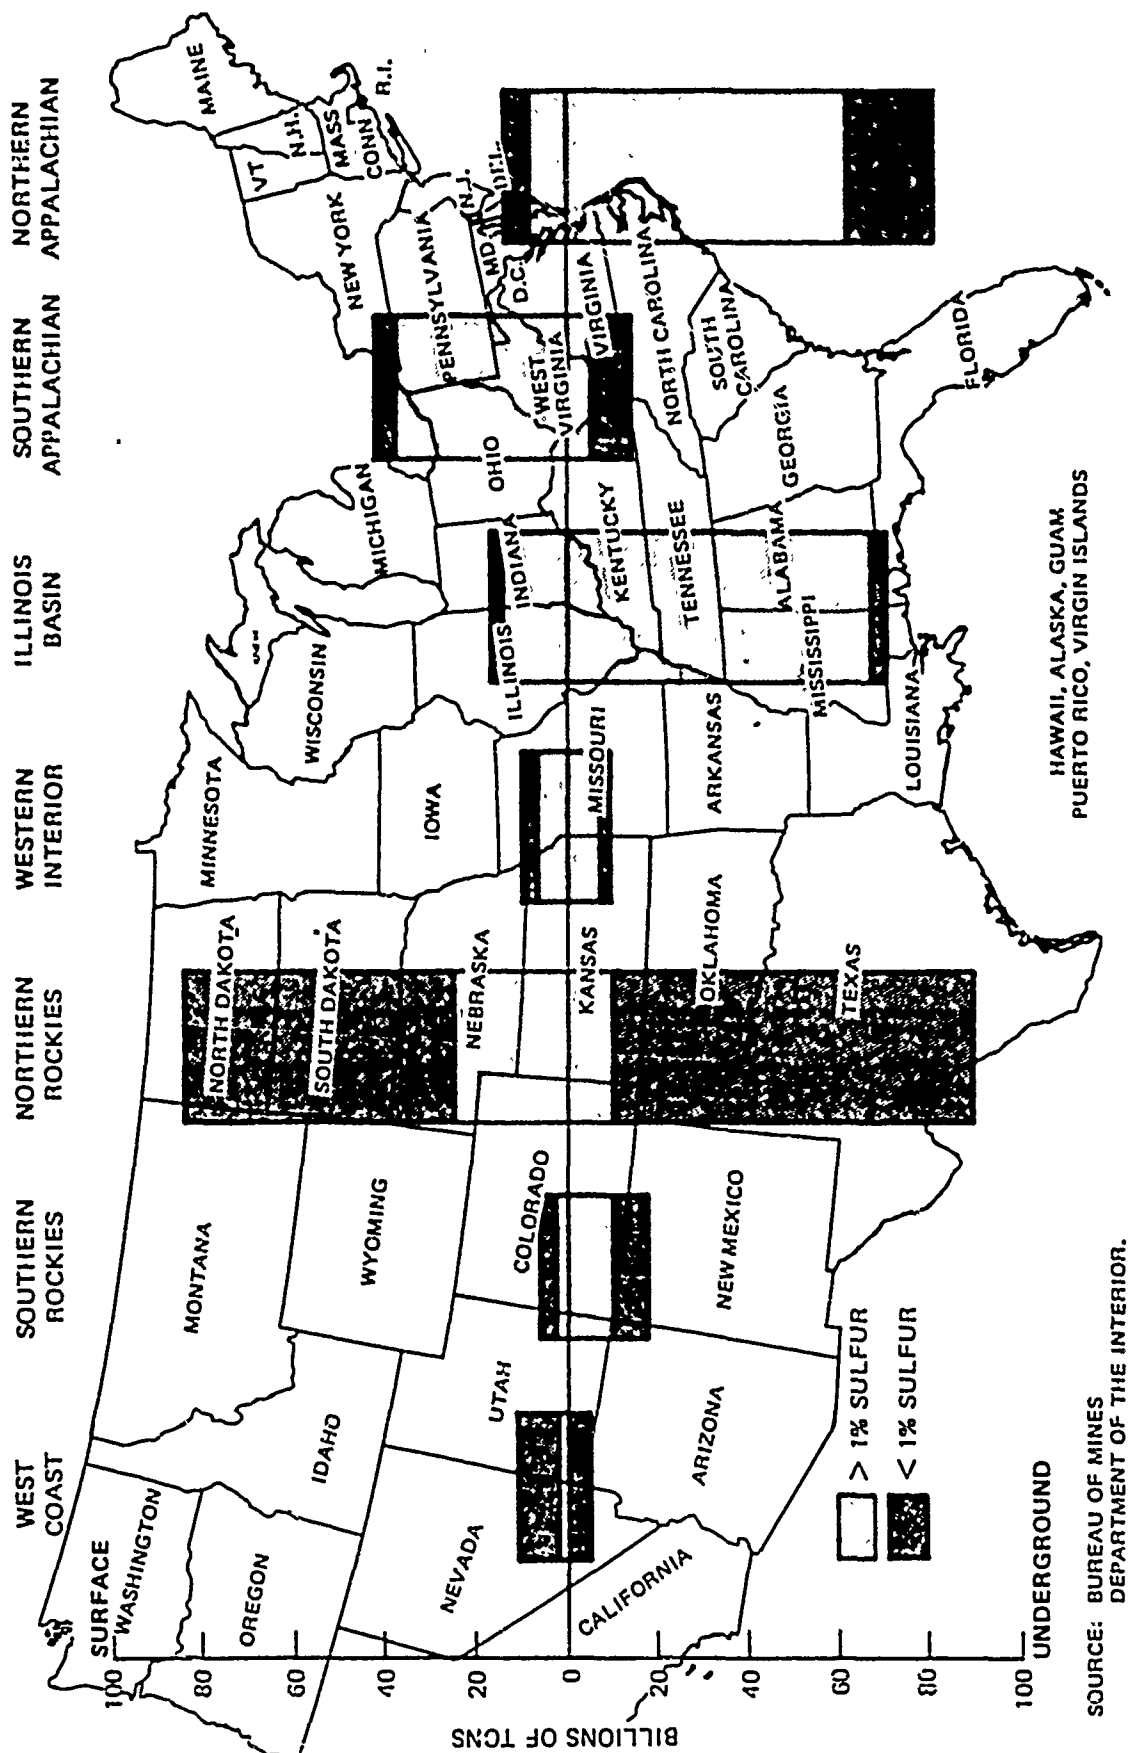 WEST
COAST
SOUTHERN
ROCKIES
NORTHERN
ROCKIES
WESTERN
INTERIOR
ILLINOIS
BASIN
SOUTHERN
APPALACHIAN
NORTHERN
APPALACHIAN
SURFACE
100
80
60
40
20
0
20
40
60
80
100
UNDERGROUND
BILLIONS OF TONS
WASHINGTON
OREGON
IDAHO
NEVADA
CALIFORNIA
UTAH
ARIZONA
MONTANA
WYOMING
COLORADO
NEW MEXICO
NORTH DAKOTA
SOUTH DAKOTA
NEBRASKA
KANSAS
OKLAHOMA
TEXAS
MINNESOTA
IOWA
MISSOURI
ARKANSAS
LOUISIANA
WISCONSIN
MICHIGAN
ILLINOIS
INDIANA
KENTUCKY
TENNESSEE
MISSISSIPPI
ALABAMA
OHIO
WEST
VIRGINIA
VIRGINIA
NORTH CAROLINA
SOUTH
CAROLINA
GEORGIA
FLORIDA
PENNSYLVANIA
NEW YORK
VT
N.H.
MAINE
MASS
CONN
R.I.
N.J.
DEL.
MD.
D.C.
> 1% SULFUR
< 1% SULFUR
HAWAII, ALASKA, GUAM
PUERTO RICO, VIRGIN ISLANDS
SOURCE: BUREAU OF MINES
DEPARTMENT OF THE INTERIOR.